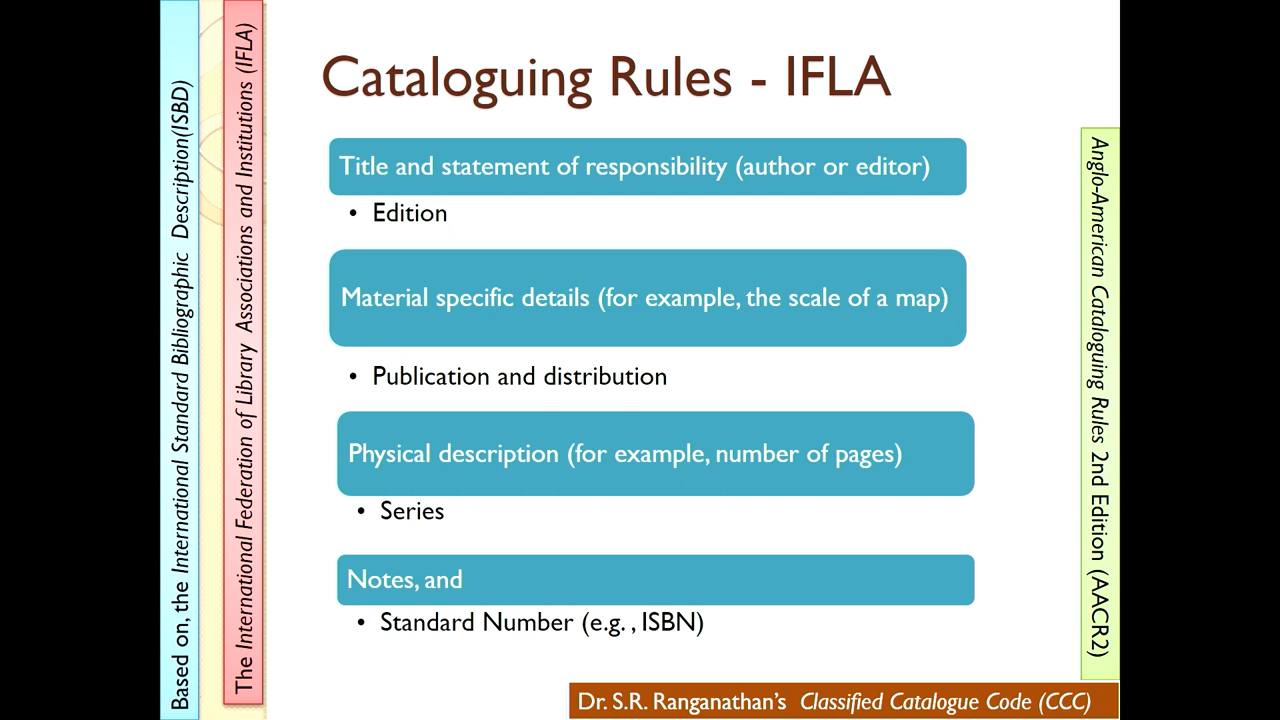 Cataloguing Rules - IFLA
Title and statement of responsibility (author or editor)
• Edition
Material specific details (for example, the scale of a map)
• Publication and distribution
Physical description (for example, number of pages)
• Series
Notes, and
• Standard Number (e.g. , ISBN)
Based on, the International Standard Bibliographic Description(ISBD)
The International Federation of Library Associations and Institutions (IFLA)
Anglo-American Cataloguing Rules 2nd Edition (AACR2)
Dr. S.R. Ranganathan's Classified Catalogue Code (CCC)